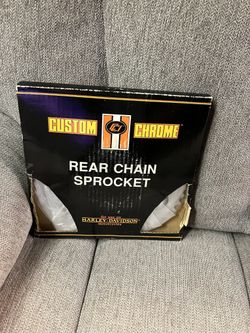 CUSTOM CHROME
REAR CHAIN
SPROCKET
HARLEY-DAVIDSON